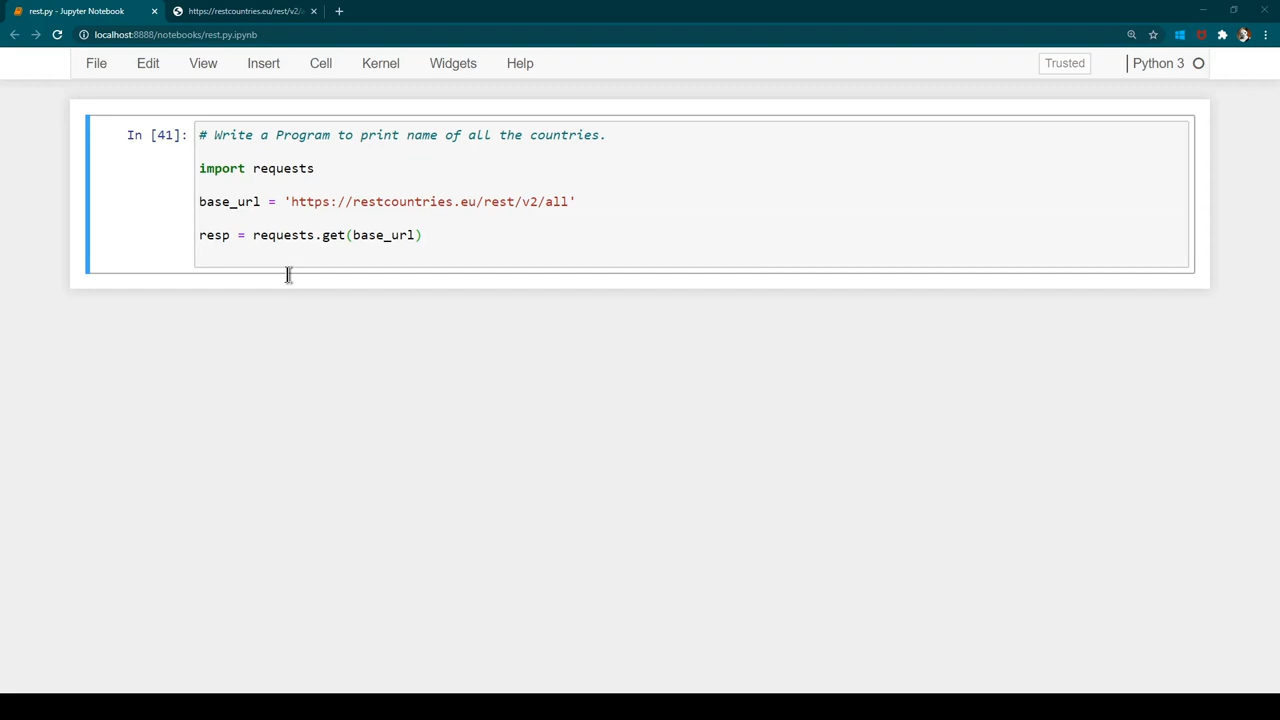 rest.py - Jupyter Notebook
https://restcountries.eu/rest/v2/
localhost:8888/notebooks/rest.py.ipynb
File Edit View Insert Cell Kernel Widgets Help Trusted Python 3
In [41]: # Write a Program to print name of all the countries.
import requests
base_url = 'https://restcountries.eu/rest/v2/all'
resp = requests.get(base_url)